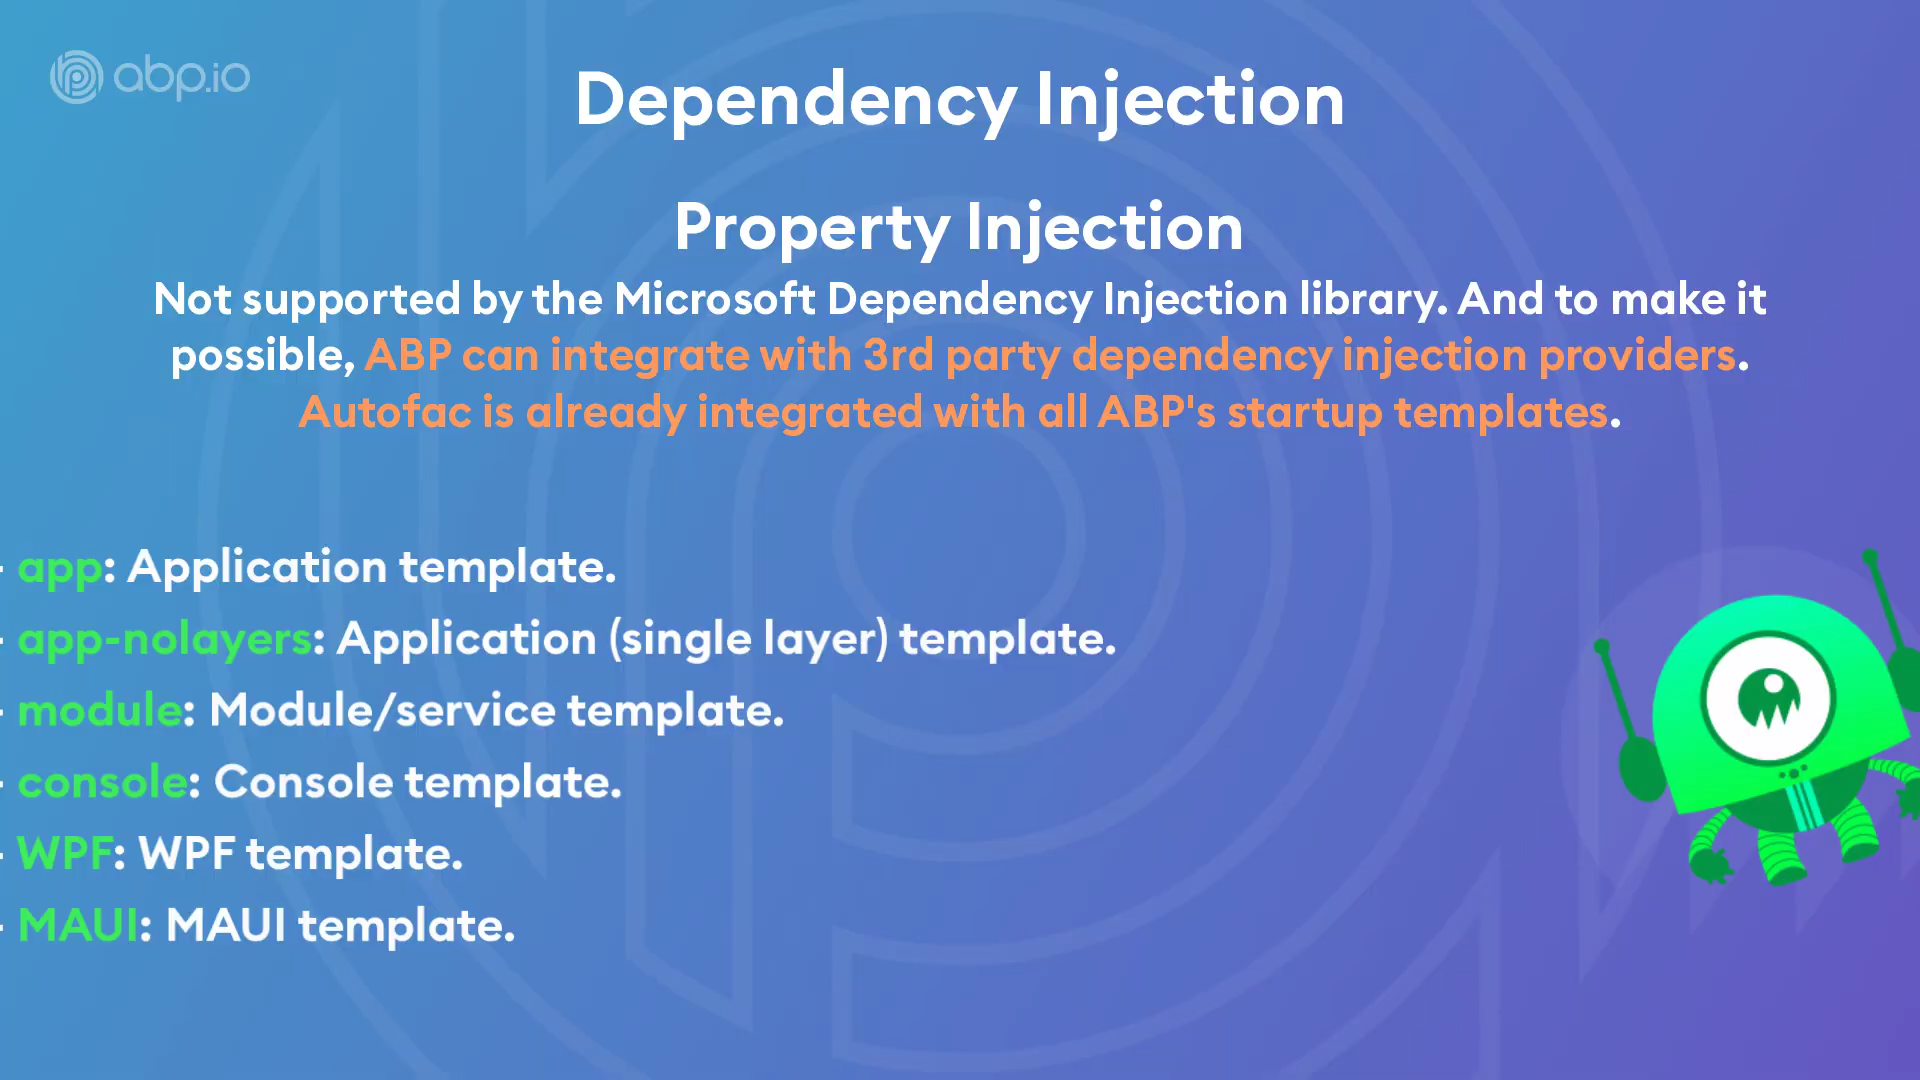 abp.io
Dependency Injection
Property Injection
Not supported by the Microsoft Dependency Injection library. And to make it
possible, ABP can integrate with 3rd party dependency injection providers.
Autofac is already integrated with all ABP's startup templates.
- app: Application template.
- app-nolayers: Application (single layer) template.
- module: Module/service template.
- console: Console template.
- WPF: WPF template.
- MAUI: MAUI template.